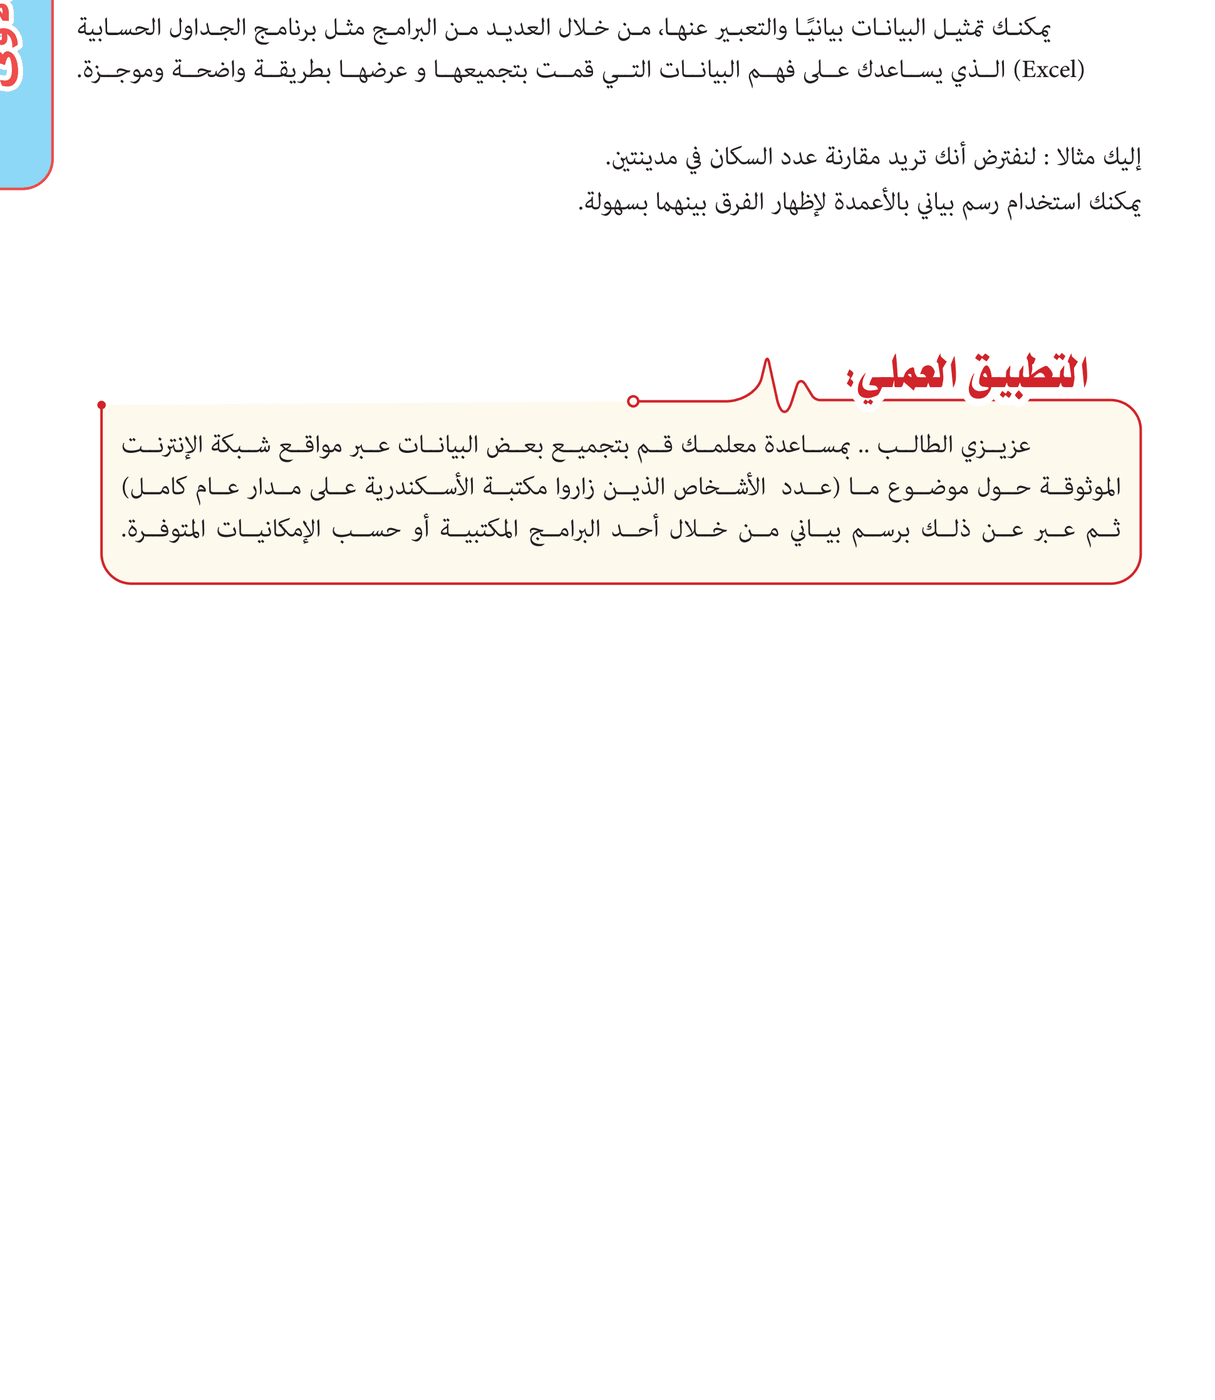 يمكنك تمثيل البيانات بيانيًا والتعبير عنها، من خلال العديد من البرامج مثل برنامج الجداول الحسابية
(Excel) الذي يساعدك على فهم البيانات التي قمت بتجميعها و عرضها بطريقة واضحة وموجزة.
إليك مثالا : لنفترض أنك تريد مقارنة عدد السكان في مدينتين.
يمكنك استخدام رسم بياني بالأعمدة لإظهار الفرق بينهما بسهولة.
التطبيق العملي:
عزيزي الطالب .. بمساعدة معلمك قم بتجميع بعض البيانات عبر مواقع شبكة الإنترنت
الموثوقة حول موضوع ما (عدد الأشخاص الذين زاروا مكتبة الأسكندرية على مدار عام كامل)
ثم عبر عن ذلك برسم بياني من خلال أحد البرامج المكتبية أو حسب الإمكانيات المتوفرة.